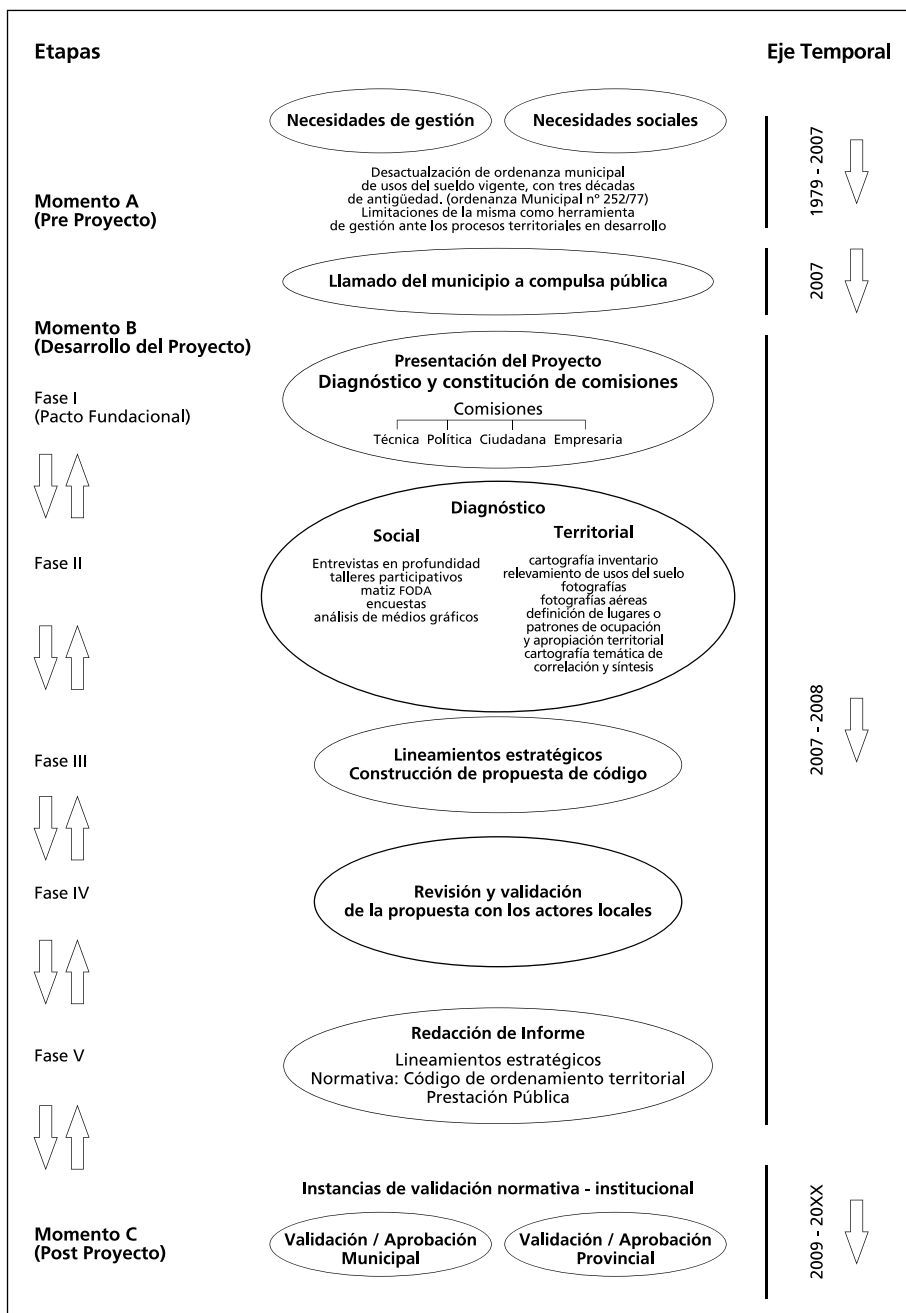 Etapas
Eje Temporal
Necesidades de gestión
Necesidades sociales
1979 - 2007
Momento A
(Pre Proyecto)
Desactualzación de ordenanza municipal
de usos del sueldo vigente, con tres décadas
de antigüedad. (ordenanza Municipal nº 252/77)
Limitaciones de la misma como herramienta
de gestión ante los procesos territoriales en desarrollo
Llamado del municipio a compulsa pública
2007
Momento B
(Desarrollo del Proyecto)
Fase I
(Pacto Fundacional)
Presentación del Proyecto
Diagnóstico y constitución de comisiones
Comisiones
Técnica Política Ciudadana Empresaria
Fase II
Diagnóstico
Social
Entrevistas en profundidad
talleres participativos
matiz FODA
encuestas
análisis de médios gráficos
Territorial
cartografía inventario
relevamiento de usos del suelo
fotografías
fotografías aéreas
definición de lugares o
patrones de ocupación
y apropiación territorial
cartografía temática de
correlación y síntesis
2007 - 2008
Fase III
Lineamientos estratégicos
Construcción de propuesta de código
Fase IV
Revisión y validación
de la propuesta con los actores locales
Fase V
Redacción de Informe
Lineamientos estratégicos
Normativa: Código de ordenamiento territorial
Prestación Pública
Momento C
(Post Proyecto)
Instancias de validación normativa - institucional
Validación / Aprobación
Municipal
Validación / Aprobación
Provincial
2009 - 20XX